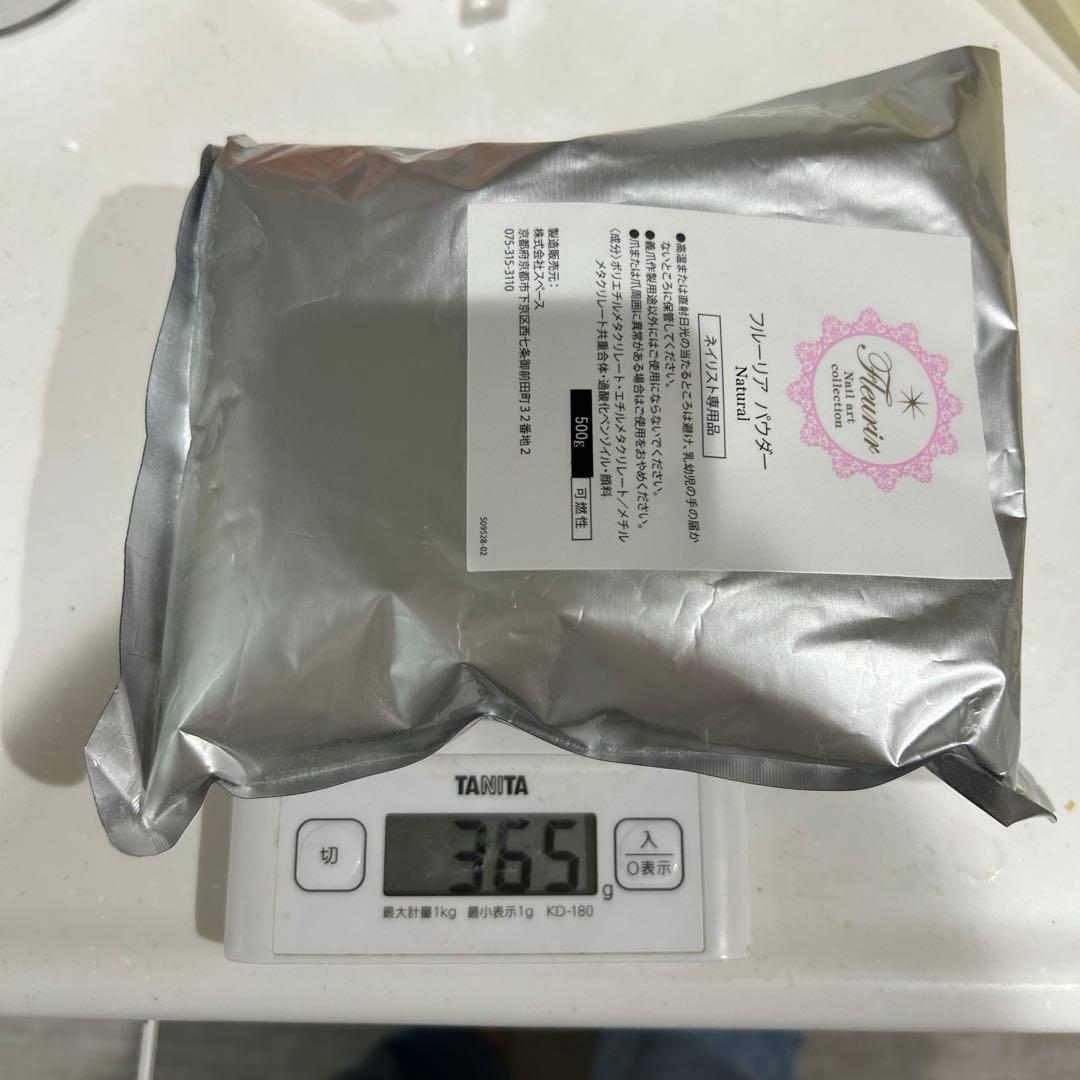 Fleurir
Nail art
collection
フルーリア パウダー
Natural
ネイリスト専用品
●高温または直射日光の当たるところは避け、乳幼児の手の届か
ないところに保管してください。
●義爪作製用途以外にはご使用にならないでください。
●爪または爪周囲に異常がある場合はご使用をおやめください。
〈成分〉ポリエチルメタクリレート・エチルメタクリレート/メチル
メタクリレート共重合体・過酸化ベンゾイル・顔料
500g
可燃性
製造販売元:
株式会社スペース
京都府京都市下京区西七条御前田町32番地2
075-315-3110
509528-02
TANITA
切
365
g
入
0表示
最大計量1kg 最小表示1g KD-180